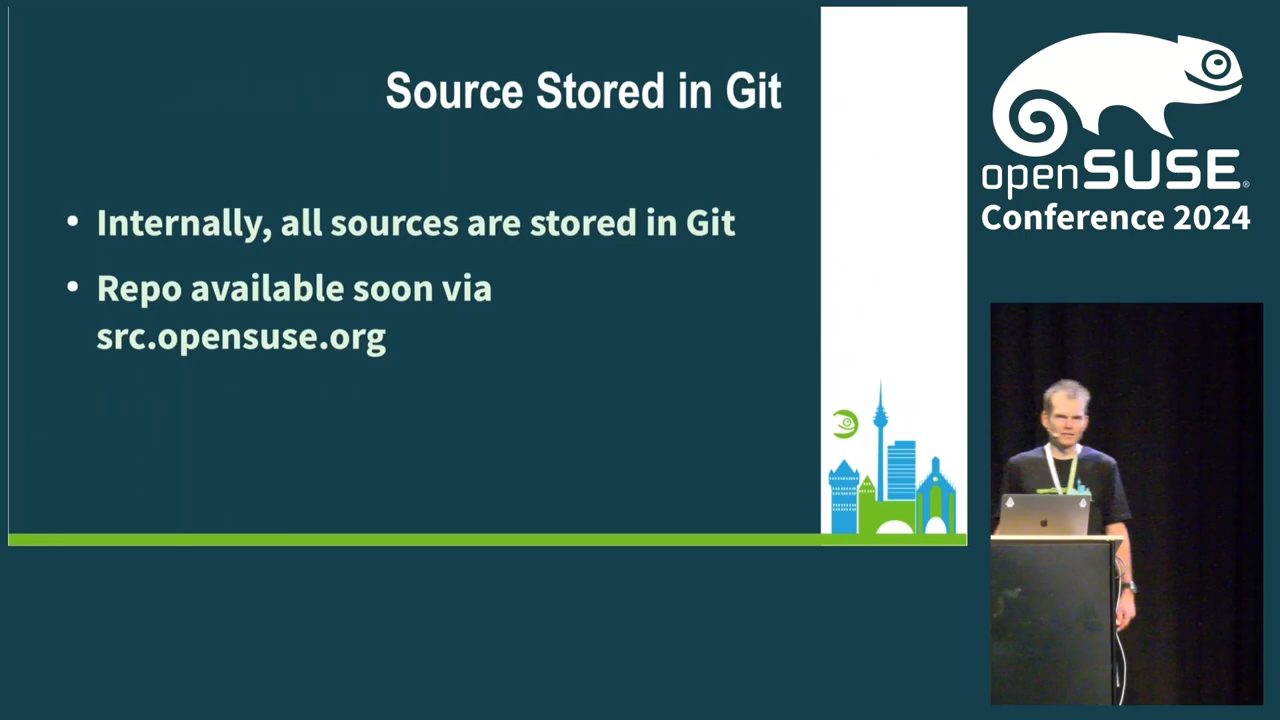 Source Stored in Git
• Internally, all sources are stored in Git
• Repo available soon via
src.opensuse.org
openSUSE®
Conference 2024